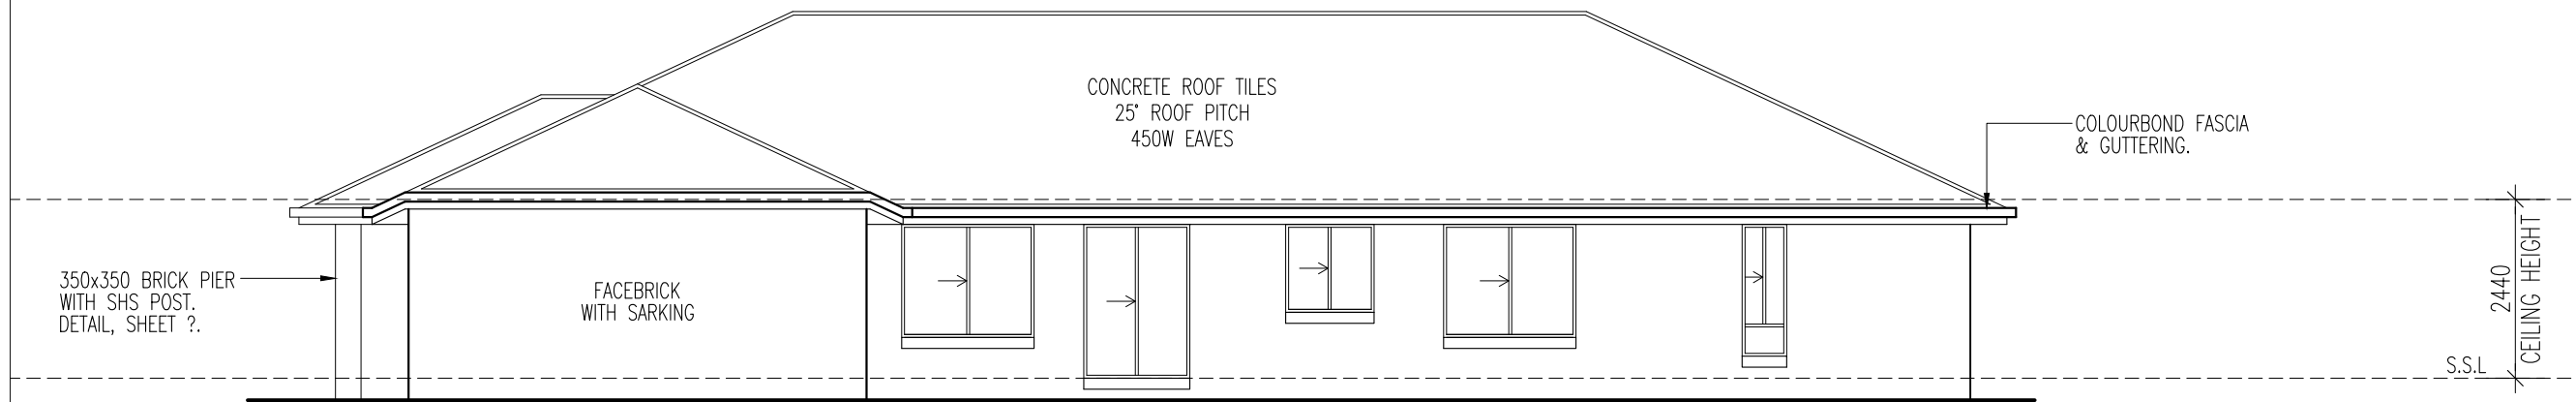 CONCRETE ROOF TILES
25° ROOF PITCH
450W EAVES
COLOURBOND FASCIA
& GUTTERING.
350x350 BRICK PIER
WITH SHS POST.
DETAIL, SHEET ?.
FACEBRICK
WITH SARKING
2440
CEILING HEIGHT
S.S.L